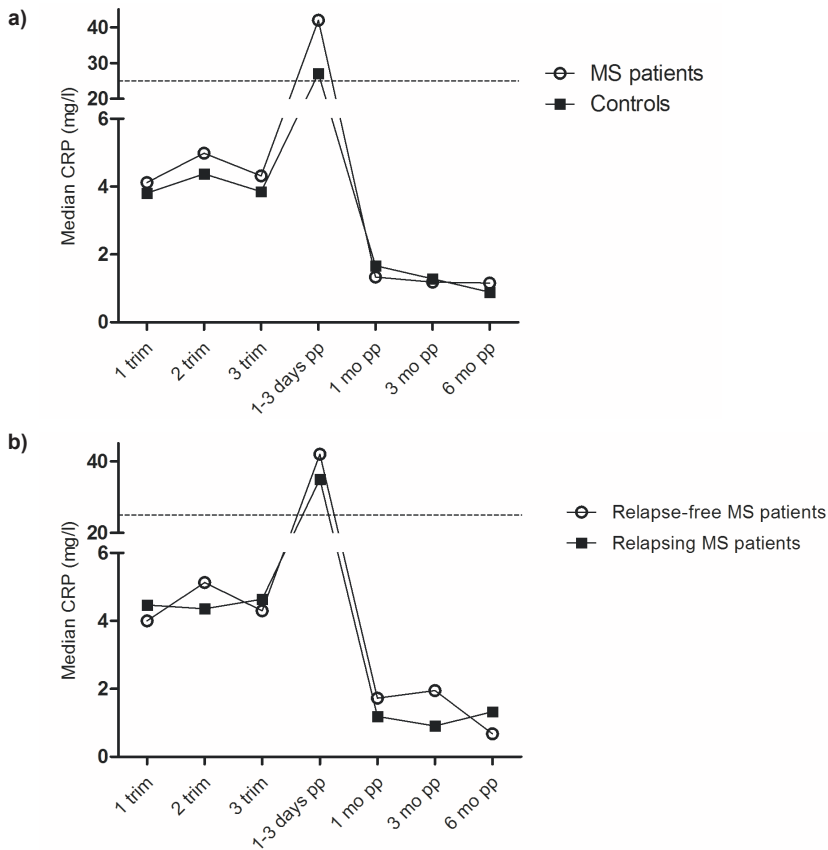 a)
Median CRP (mg/l)
40
30
20
6
4
2
0
1 trim
2 trim
3 trim
1-3 days pp
1 mo pp
3 mo pp
6 mo pp
MS patients
Controls
b)
Median CRP (mg/l)
40
20
6
4
2
0
1 trim
2 trim
3 trim
1-3 days pp
1 mo pp
3 mo pp
6 mo pp
Relapse-free MS patients
Relapsing MS patients